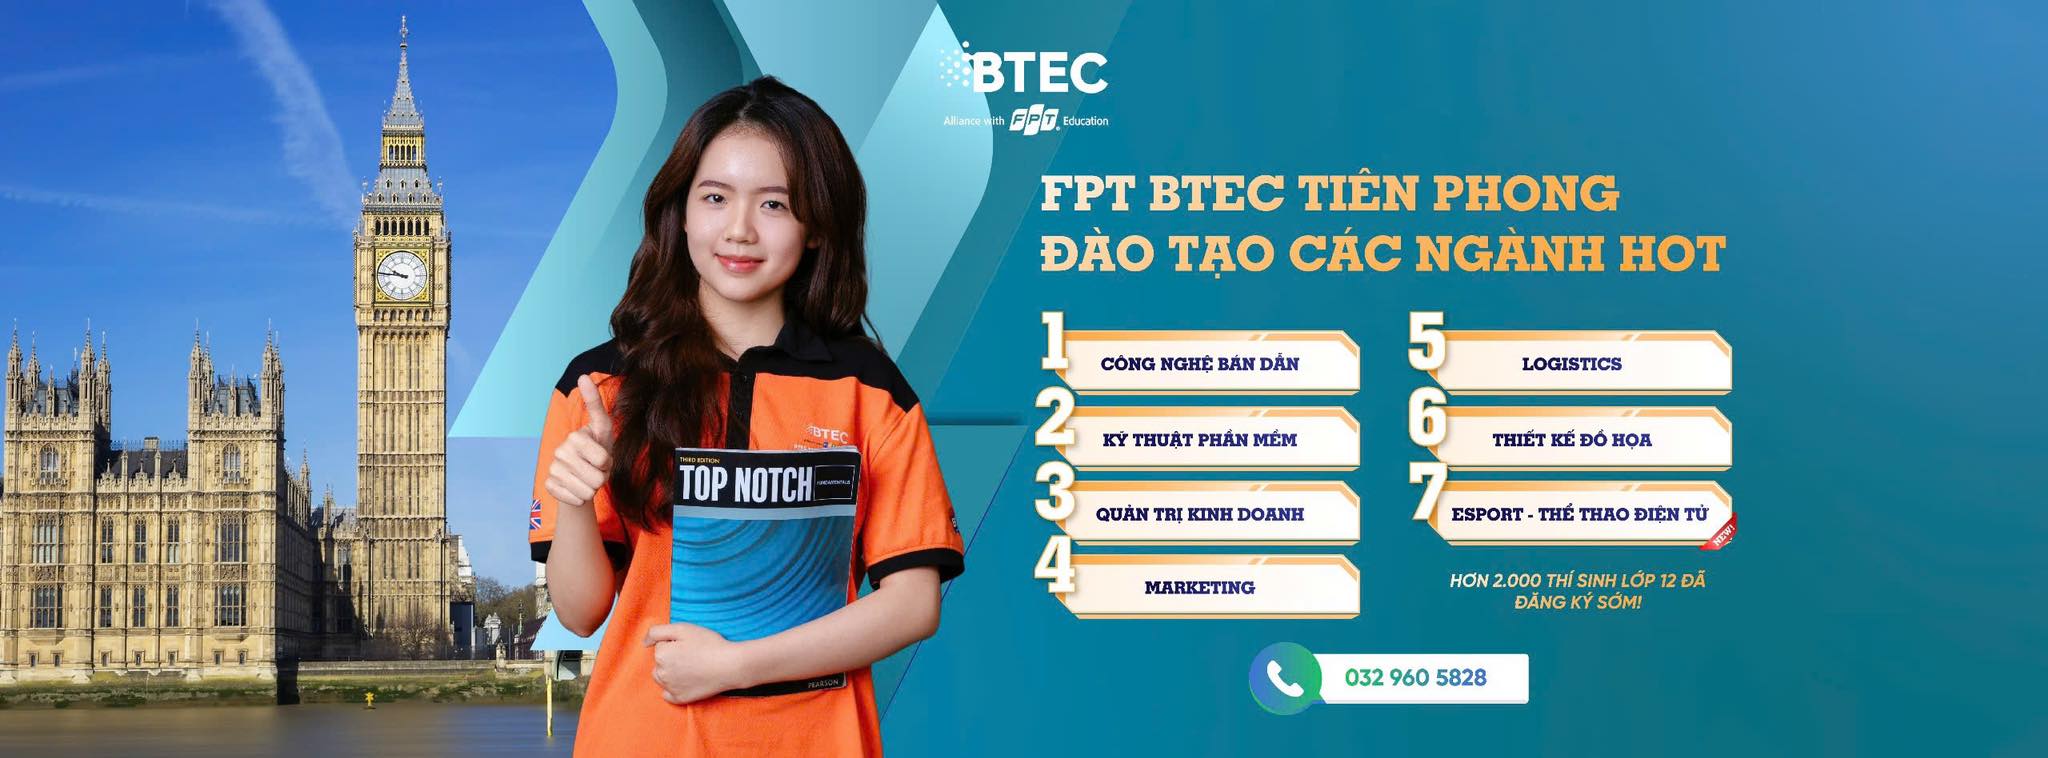 BTEC
Alliance with FPT Education
FPT BTEC TIÊN PHONG
ĐÀO TẠO CÁC NGÀNH HOT
1 CÔNG NGHỆ BÁN DẪN
2 KỸ THUẬT PHẦN MỀM
3 QUẢN TRỊ KINH DOANH
4 MARKETING
5 LOGISTICS
6 THIẾT KẾ ĐỒ HỌA
7 ESPORT - THỂ THAO ĐIỆN TỬ
NEW!
HƠN 2.000 THÍ SINH LỚP 12 ĐÃ
ĐĂNG KÝ SỚM!
032 960 5828
BTEC
THIRD EDITION
TOP NOTCH
FUNDAMENTALS
PEARSON